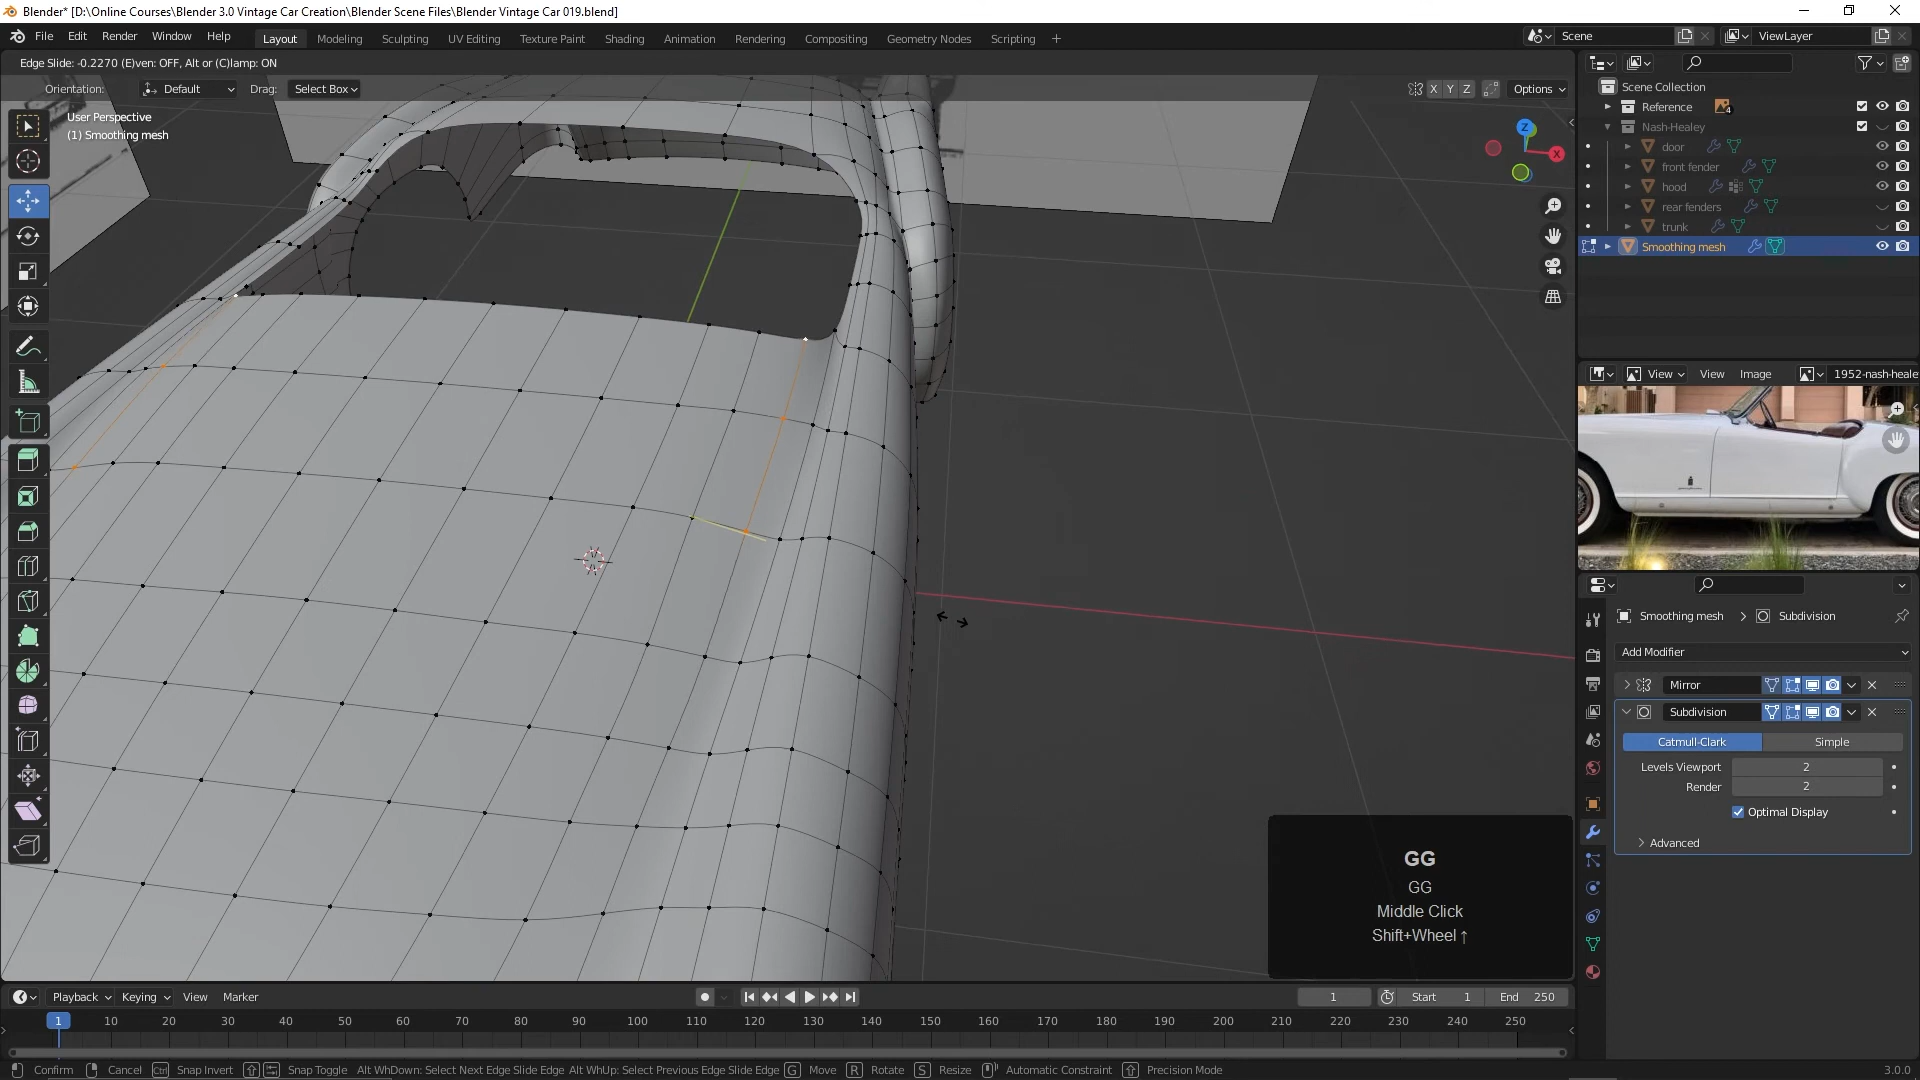 Blender* [D:\Online Courses\Blender 3.0 Vintage Car Creation\Blender Scene Files\Blender Vintage Car 019.blend]
File Edit Render Window Help Layout Modeling Sculpting UV Editing Texture Paint Shading Animation Rendering Compositing Geometry Nodes Scripting + Scene ViewLayer
Edge Slide: -0.2270 (E)ven: OFF, Alt or (C)lamp: ON
Orientation: Default Drag: Select Box X Y Z Options
User Perspective
(1) Smoothing mesh
Z
X
Scene Collection
Reference 4
Nash-Healey
door
front fender
hood
rear fenders
trunk
Smoothing mesh
View View Image 1952-nash-heale
Smoothing mesh > Subdivision
Add Modifier
Mirror
Subdivision
Catmull-Clark Simple
Levels Viewport 2
Render 2
Optimal Display
Advanced
GG
GG
Middle Click
Shift+Wheel ↑
Playback Keying View Marker 1 Start 1 End 250
1 10 20 30 40 50 60 70 80 90 100 110 120 130 140 150 160 170 180 190 200 210 220 230 240 250
Confirm Cancel Ctrl Snap Invert Snap Toggle Alt WhDown: Select Next Edge Slide Edge Alt WhUp: Select Previous Edge Slide Edge G Move R Rotate S Resize Automatic Constraint Precision Mode 3.0.0